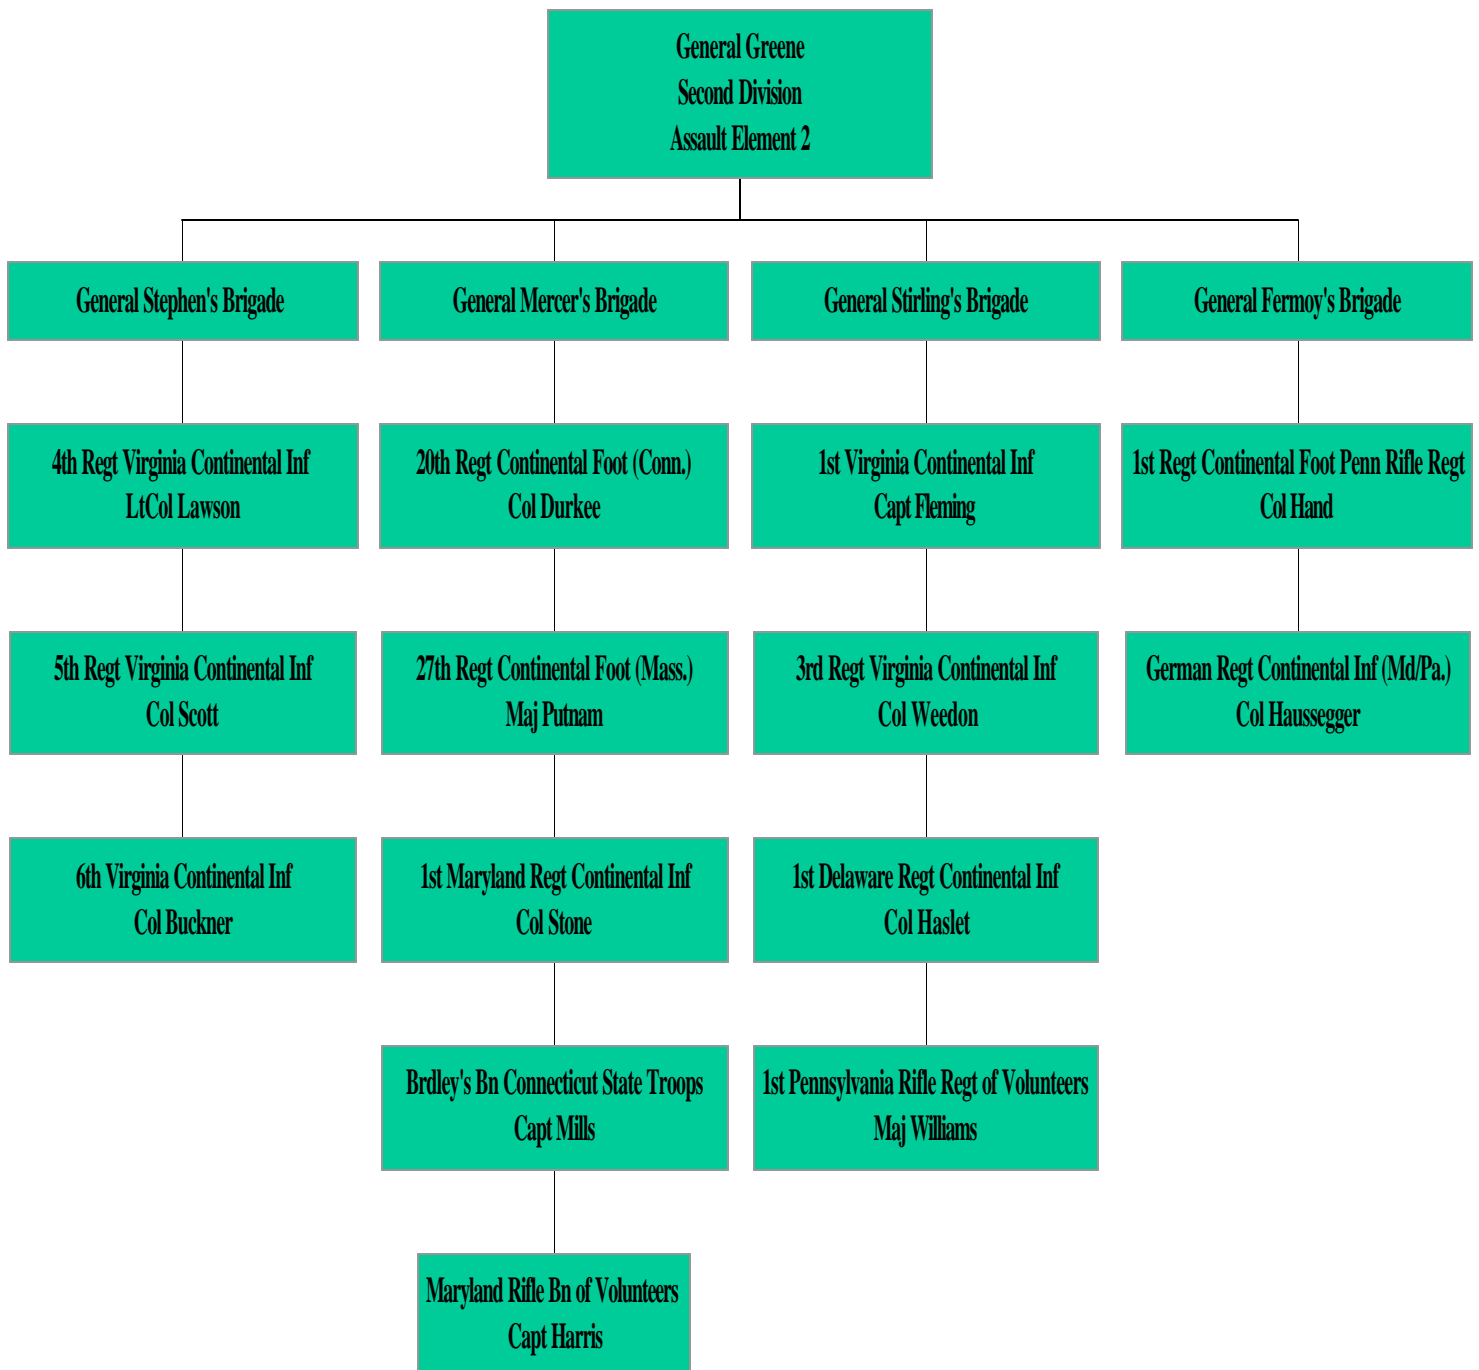 General Greene
Second Division
Assault Element 2
General Stephen's Brigade
General Mercer's Brigade
General Stirling's Brigade
General Fermoy's Brigade
4th Regt Virginia Continental Inf
LtCol Lawson
20th Regt Continental Foot (Conn.)
Col Durkee
1st Virginia Continental Inf
Capt Fleming
1st Regt Continental Foot Penn Rifle Regt
Col Hand
5th Regt Virginia Continental Inf
Col Scott
27th Regt Continental Foot (Mass.)
Maj Putnam
3rd Regt Virginia Continental Inf
Col Weedon
German Regt Continental Inf (Md/Pa.)
Col Haussegger
6th Virginia Continental Inf
Col Buckner
1st Maryland Regt Continental Inf
Col Stone
1st Delaware Regt Continental Inf
Col Haslet
Brdley's Bn Connecticut State Troops
Capt Mills
1st Pennsylvania Rifle Regt of Volunteers
Maj Williams
Maryland Rifle Bn of Volunteers
Capt Harris